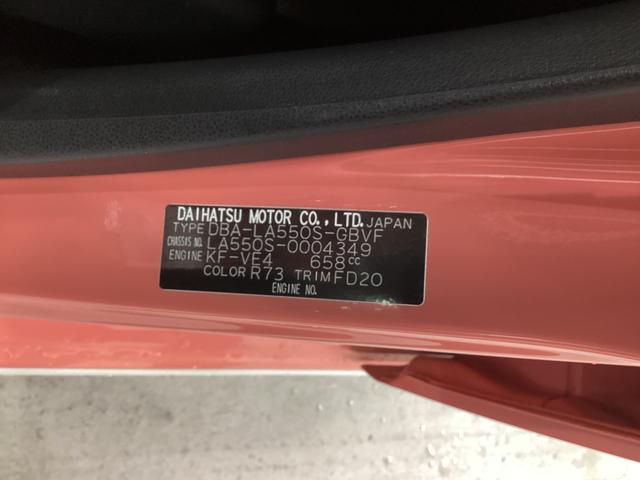 DAIHATSU MOTOR CO.,LTD. JAPAN
TYPE DBA-LA550S-GBVF
CHASSIS NO. LA550S-0004349
ENGINE KF-VE4 658cc
COLOR R73 TRIM FD20
ENGINE NO.